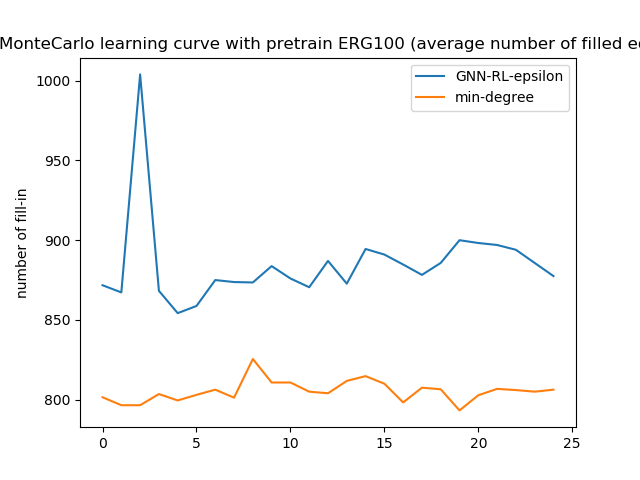 MonteCarlo learning curve with pretrain ERG100 (average number of filled
GNN-RL-epsilon
min-degree
number of fill-in
1000
950
900
850
800
0 5 10 15 20 25